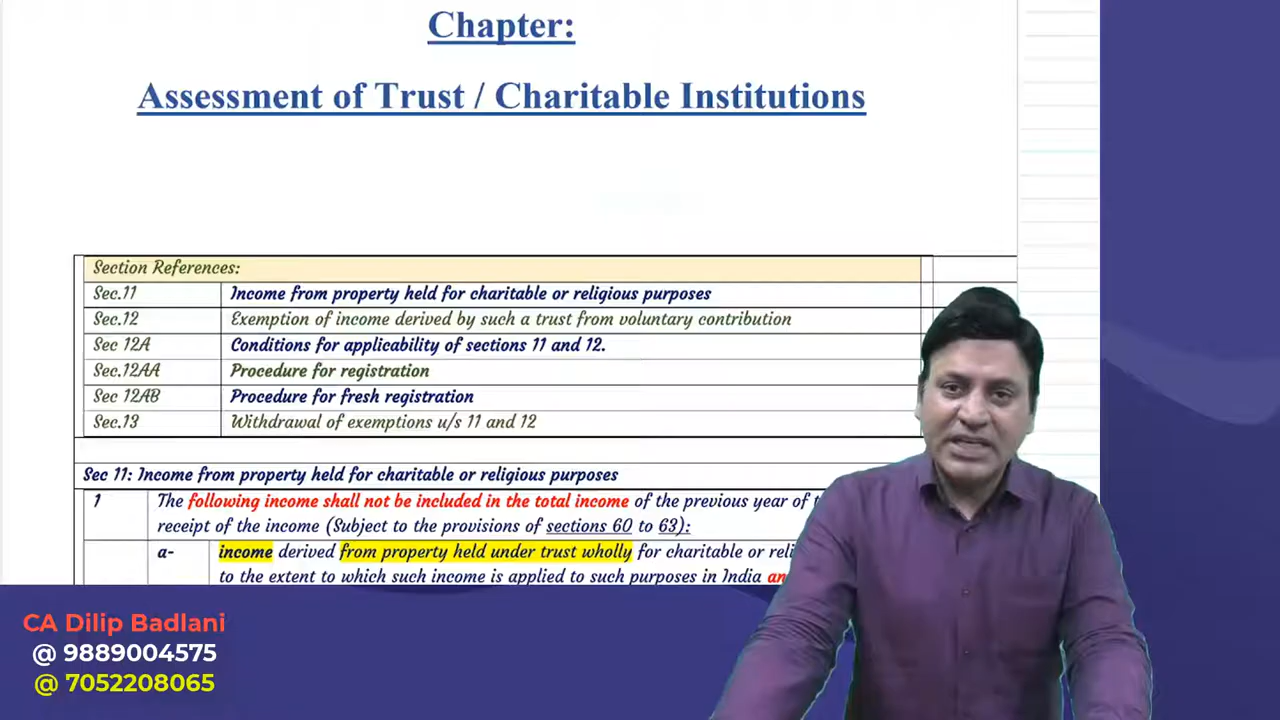 Chapter:
Assessment of Trust / Charitable Institutions
Section References:
Sec.11 Income from property held for charitable or religious purposes
Sec.12 Exemption of income derived by such a trust from voluntary contribution
Sec 12A Conditions for applicability of sections 11 and 12.
Sec.12AA Procedure for registration
Sec 12AB Procedure for fresh registration
Sec.13 Withdrawal of exemptions u/s 11 and 12
Sec 11: Income from property held for charitable or religious purposes
1 The following income shall not be included in the total income of the previous year of
receipt of the income (Subject to the provisions of sections 60 to 63):
a- income derived from property held under trust wholly for charitable or
to the extent to which such income is applied to such purposes in India
CA Dilip Badlani
@ 9889004575
@ 7052208065